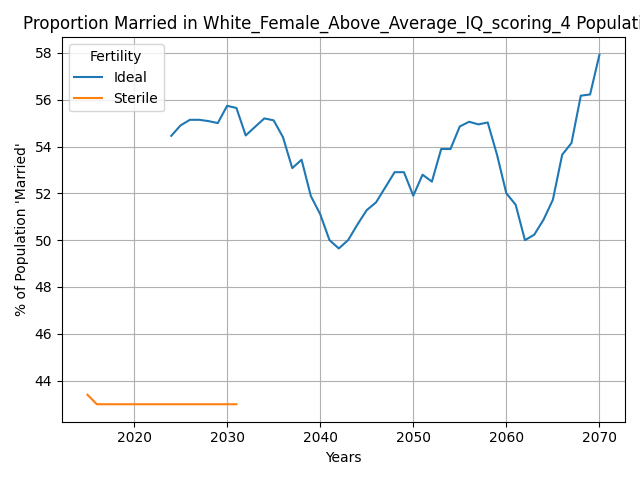 Proportion Married in White_Female_Above_Average_IQ_scoring_4 Populati
Fertility
Ideal
Sterile
% of Population 'Married'
58
56
54
52
50
48
46
44
2020 2030 2040 2050 2060 2070
Years